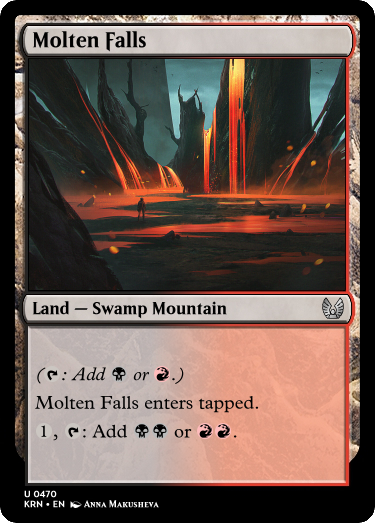 Molten Falls
Land — Swamp Mountain
(: Add or .)
Molten Falls enters tapped.
1, : Add or .
U 0470
KRN • EN Anna Makusheva